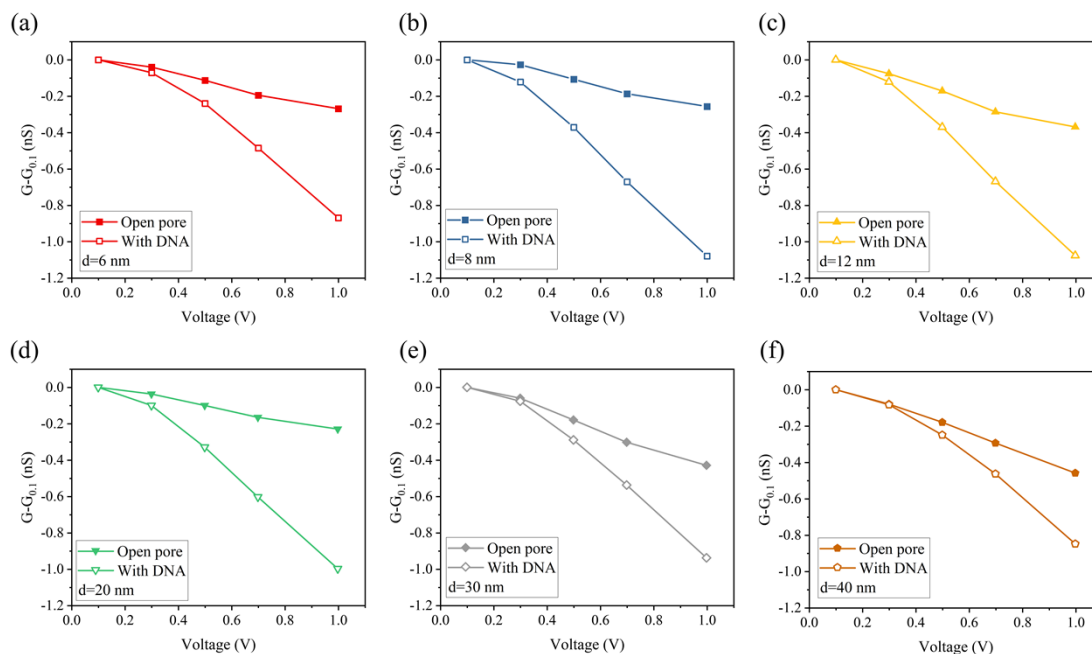 (a)
0.0
-0.2
-0.4
-0.6
-0.8
-1.0
-1.2
G-G0.1 (nS)
Open pore
With DNA
d=6 nm
0.0 0.2 0.4 0.6 0.8 1.0
Voltage (V)
(b)
0.0
-0.2
-0.4
-0.6
-0.8
-1.0
-1.2
G-G0.1 (nS)
Open pore
With DNA
d=8 nm
0.0 0.2 0.4 0.6 0.8 1.0
Voltage (V)
(c)
0.0
-0.2
-0.4
-0.6
-0.8
-1.0
-1.2
G-G0.1 (nS)
Open pore
With DNA
d=12 nm
0.0 0.2 0.4 0.6 0.8 1.0
Voltage (V)
(d)
0.0
-0.2
-0.4
-0.6
-0.8
-1.0
-1.2
G-G0.1 (nS)
Open pore
With DNA
d=20 nm
0.0 0.2 0.4 0.6 0.8 1.0
Voltage (V)
(e)
0.0
-0.2
-0.4
-0.6
-0.8
-1.0
-1.2
G-G0.1 (nS)
Open pore
With DNA
d=30 nm
0.0 0.2 0.4 0.6 0.8 1.0
Voltage (V)
(f)
0.0
-0.2
-0.4
-0.6
-0.8
-1.0
-1.2
G-G0.1 (nS)
Open pore
With DNA
d=40 nm
0.0 0.2 0.4 0.6 0.8 1.0
Voltage (V)